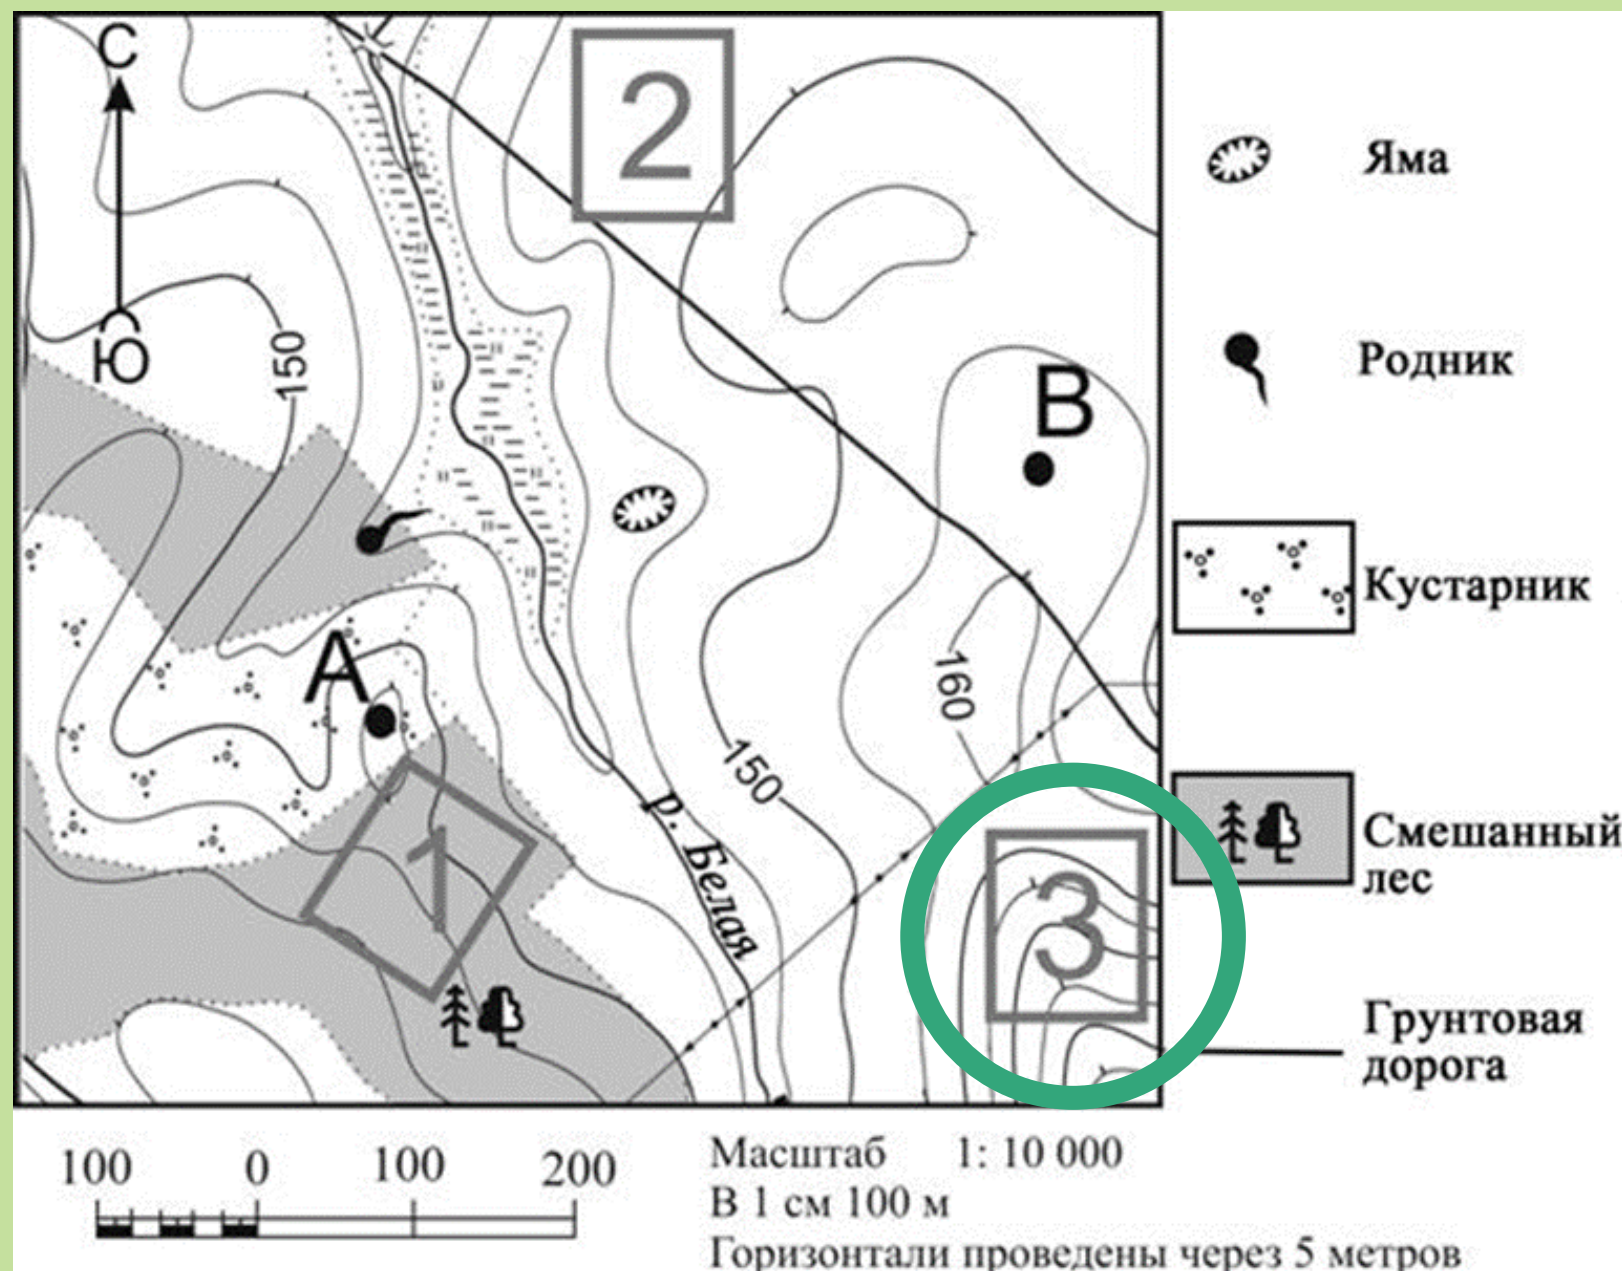 С
Ю
2
150
B
А
160
150
1
р. Белая
3
Яма
Родник
Кустарник
Смешанный
лес
Грунтовая
дорога
100 0 100 200
Масштаб 1: 10 000
В 1 см 100 м
Горизонтали проведены через 5 метров